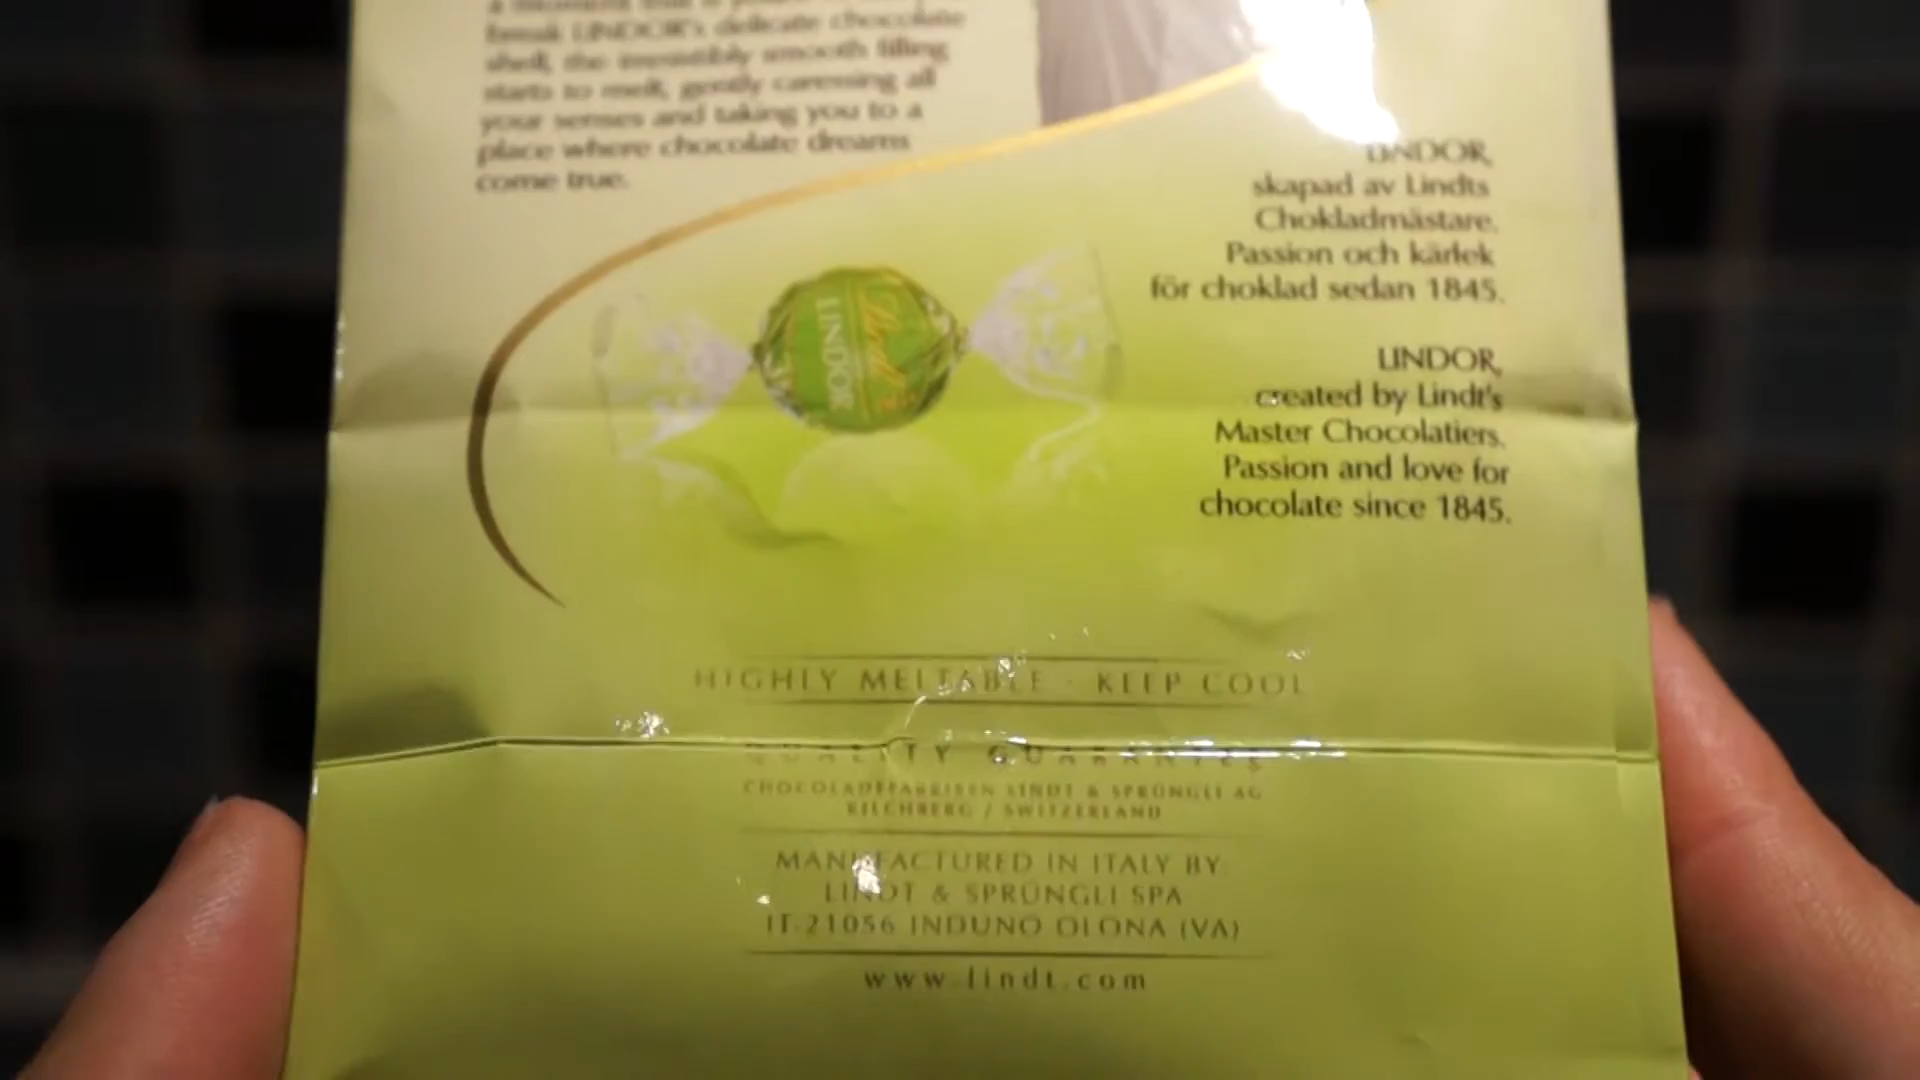 break LINDOR's delicate chocolate
shell, the irresistibly smooth filling
starts to melt, gently caressing all
your senses and taking you to a
place where chocolate dreams
come true.
LINDOR,
skapad av Lindts
Chokladmästare.
Passion och kärlek
för choklad sedan 1845.
Lindt
LINDOR
LINDOR,
created by Lindt's
Master Chocolatiers.
Passion and love for
chocolate since 1845.
HIGHLY MELTABLE · KEEP COOL
QUALITY GUARANTEE
CHOCOLADEFABRIKEN LINDT & SPRÜNGLI AG
KILCHBERG / SWITZERLAND
MANUFACTURED IN ITALY BY:
LINDT & SPRÜNGLI SPA
IT-21056 INDUNO OLONA (VA)
www.lindt.com